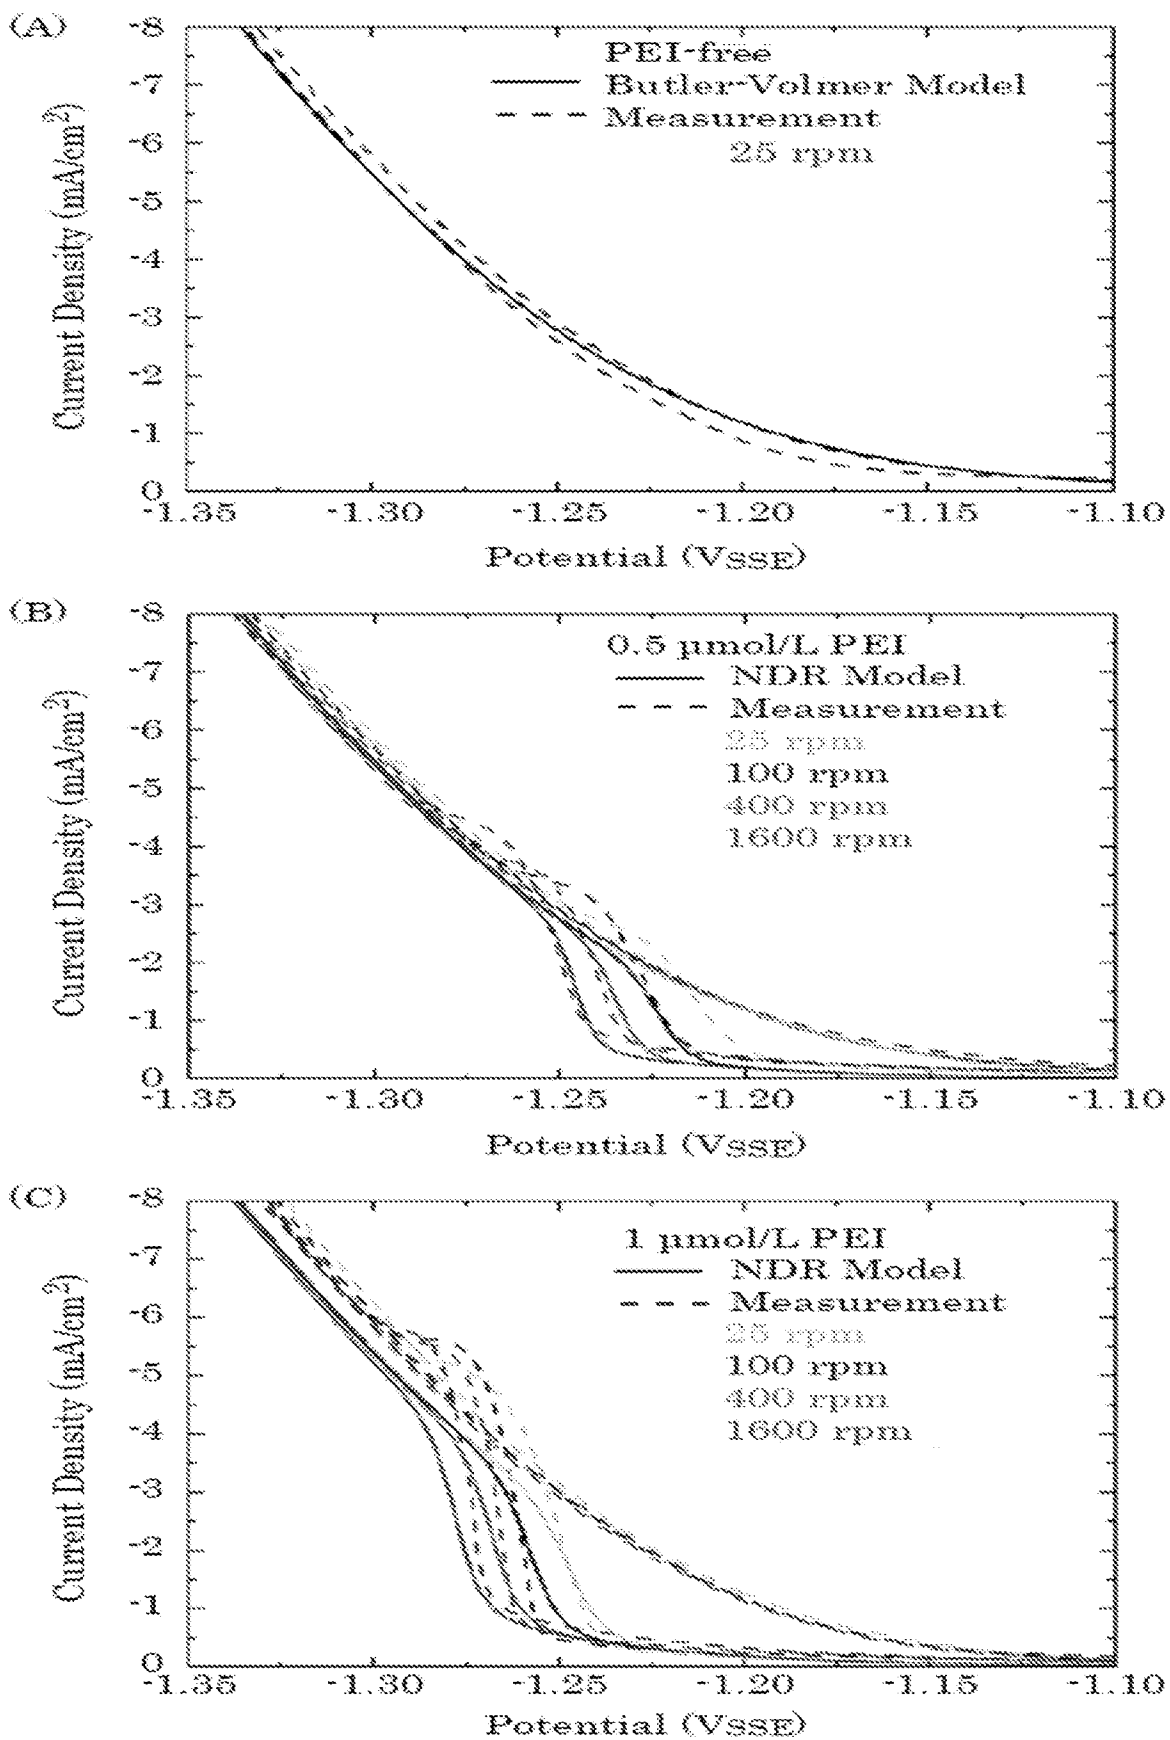 (A)
-8
-7
-6
-5
-4
-3
-2
-1
0
Current Density (mA/cm²)
PEI-free
Butler-Volmer Model
Measurement
25 rpm
-1.35 -1.30 -1.25 -1.20 -1.15 -1.10
Potential (VSSE)
(B)
-8
-7
-6
-5
-4
-3
-2
-1
0
Current Density (mA/cm²)
0.5 µmol/L PEI
NDR Model
Measurement
25 rpm
100 rpm
400 rpm
1600 rpm
-1.35 -1.30 -1.25 -1.20 -1.15 -1.10
Potential (VSSE)
(C)
-8
-7
-6
-5
-4
-3
-2
-1
0
Current Density (mA/cm²)
1 µmol/L PEI
NDR Model
Measurement
25 rpm
100 rpm
400 rpm
1600 rpm
-1.35 -1.30 -1.25 -1.20 -1.15 -1.10
Potential (VSSE)